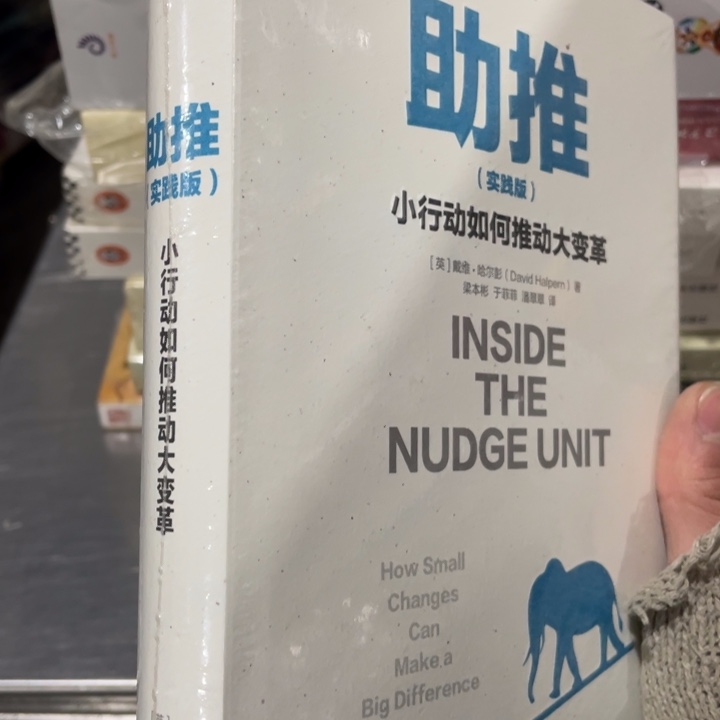 助推
（实践版）
小行动如何推动大变革
助推
（实践版）
小行动如何推动大变革
[英]戴维·哈尔彭（David Halpern）著
梁本彬 于菲菲 潘翠翠 译
INSIDE
THE
NUDGE UNIT
How Small
Changes
Can
Make a
Big Difference